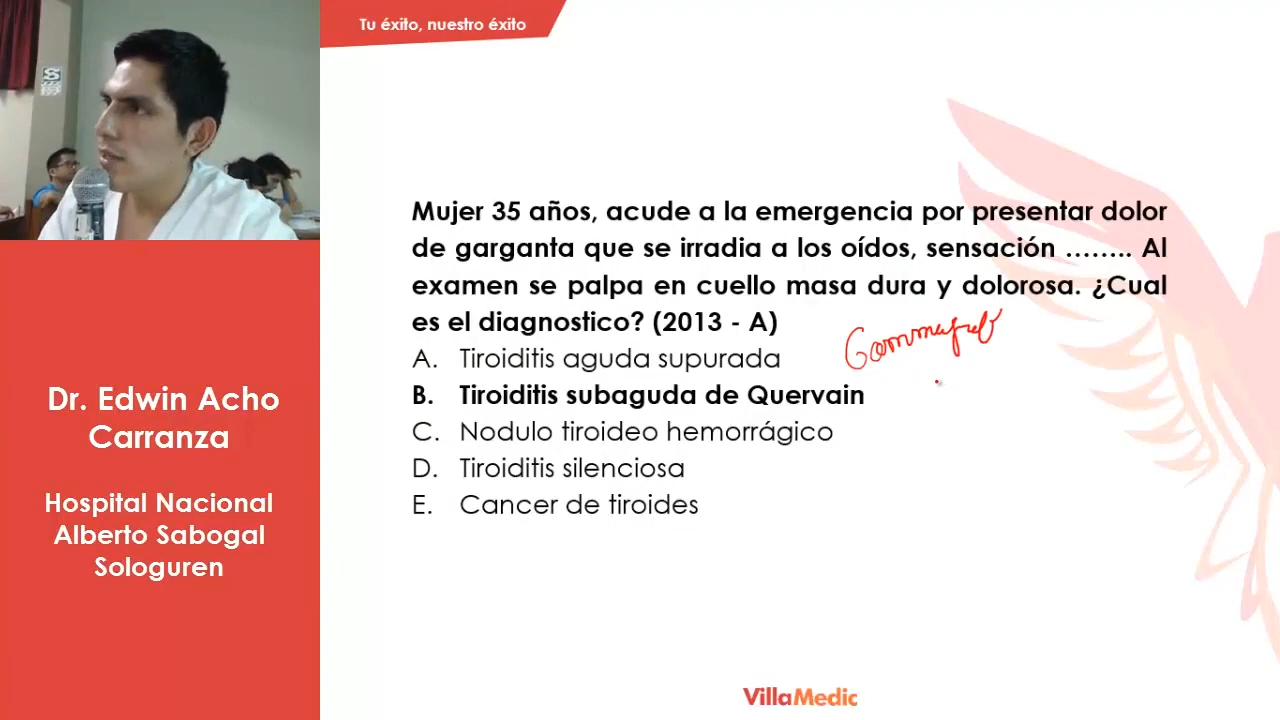 Tu éxito, nuestro éxito
Mujer 35 años, acude a la emergencia por presentar dolor
de garganta que se irradia a los oídos, sensación …….. Al
examen se palpa en cuello masa dura y dolorosa. ¿Cual
es el diagnostico? (2013 - A)
A. Tiroiditis aguda supurada
B. Tiroiditis subaguda de Quervain
C. Nodulo tiroideo hemorrágico
D. Tiroiditis silenciosa
E. Cancer de tiroides
Dr. Edwin Acho
Carranza
Hospital Nacional
Alberto Sabogal
Sologuren
VillaMedic